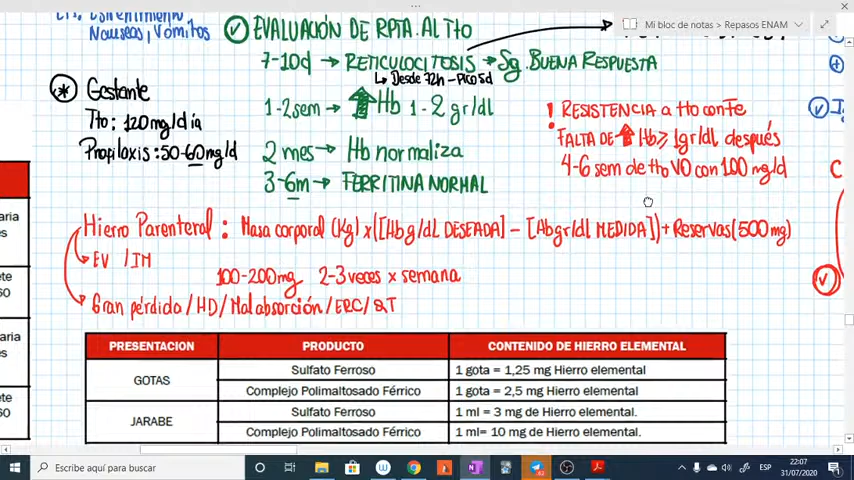 Mi bloc de notas > Repasos ENAM
Nauseas, Vómitos
EVALUACIÓN DE RPTA. AL tto
7-10d → RETICULOCITOSIS → Sg. BUENA RESPUESTA
↳ Desde 72h - Pico 5d
(*) Gestante
Tto: 120mg/día
Profilaxis: 50-60mg/d
1-2sem → ↑ Hb 1-2 gr/dl
2 mes → Hb normaliza
3-6m → FERRITINA NORMAL
! RESISTENCIA a tto con Fe
FALTA DE ↑ Hb ≥ 1gr/dl después
4-6 sem de tto VO con 100 mg/d
Hierro Parenteral : Masa corporal (Kg) x ([Hb g/dl DESEADA] - [Hb gr/dl MEDIDA]) + Reservas (500 mg)
EV / IM
100-200mg 2-3 veces x semana
Gran pérdida / HD / Malabsorción / ERC / QT
PRESENTACION PRODUCTO CONTENIDO DE HIERRO ELEMENTAL
GOTAS
Sulfato Ferroso 1 gota = 1,25 mg Hierro elemental
Complejo Polimaltosado Férrico 1 gota = 2,5 mg Hierro elemental
JARABE
Sulfato Ferroso 1 ml = 3 mg de Hierro elemental.
Complejo Polimaltosado Férrico 1 ml= 10 mg de Hierro elemental.
Escribe aquí para buscar
ESP
22:07
31/07/2020